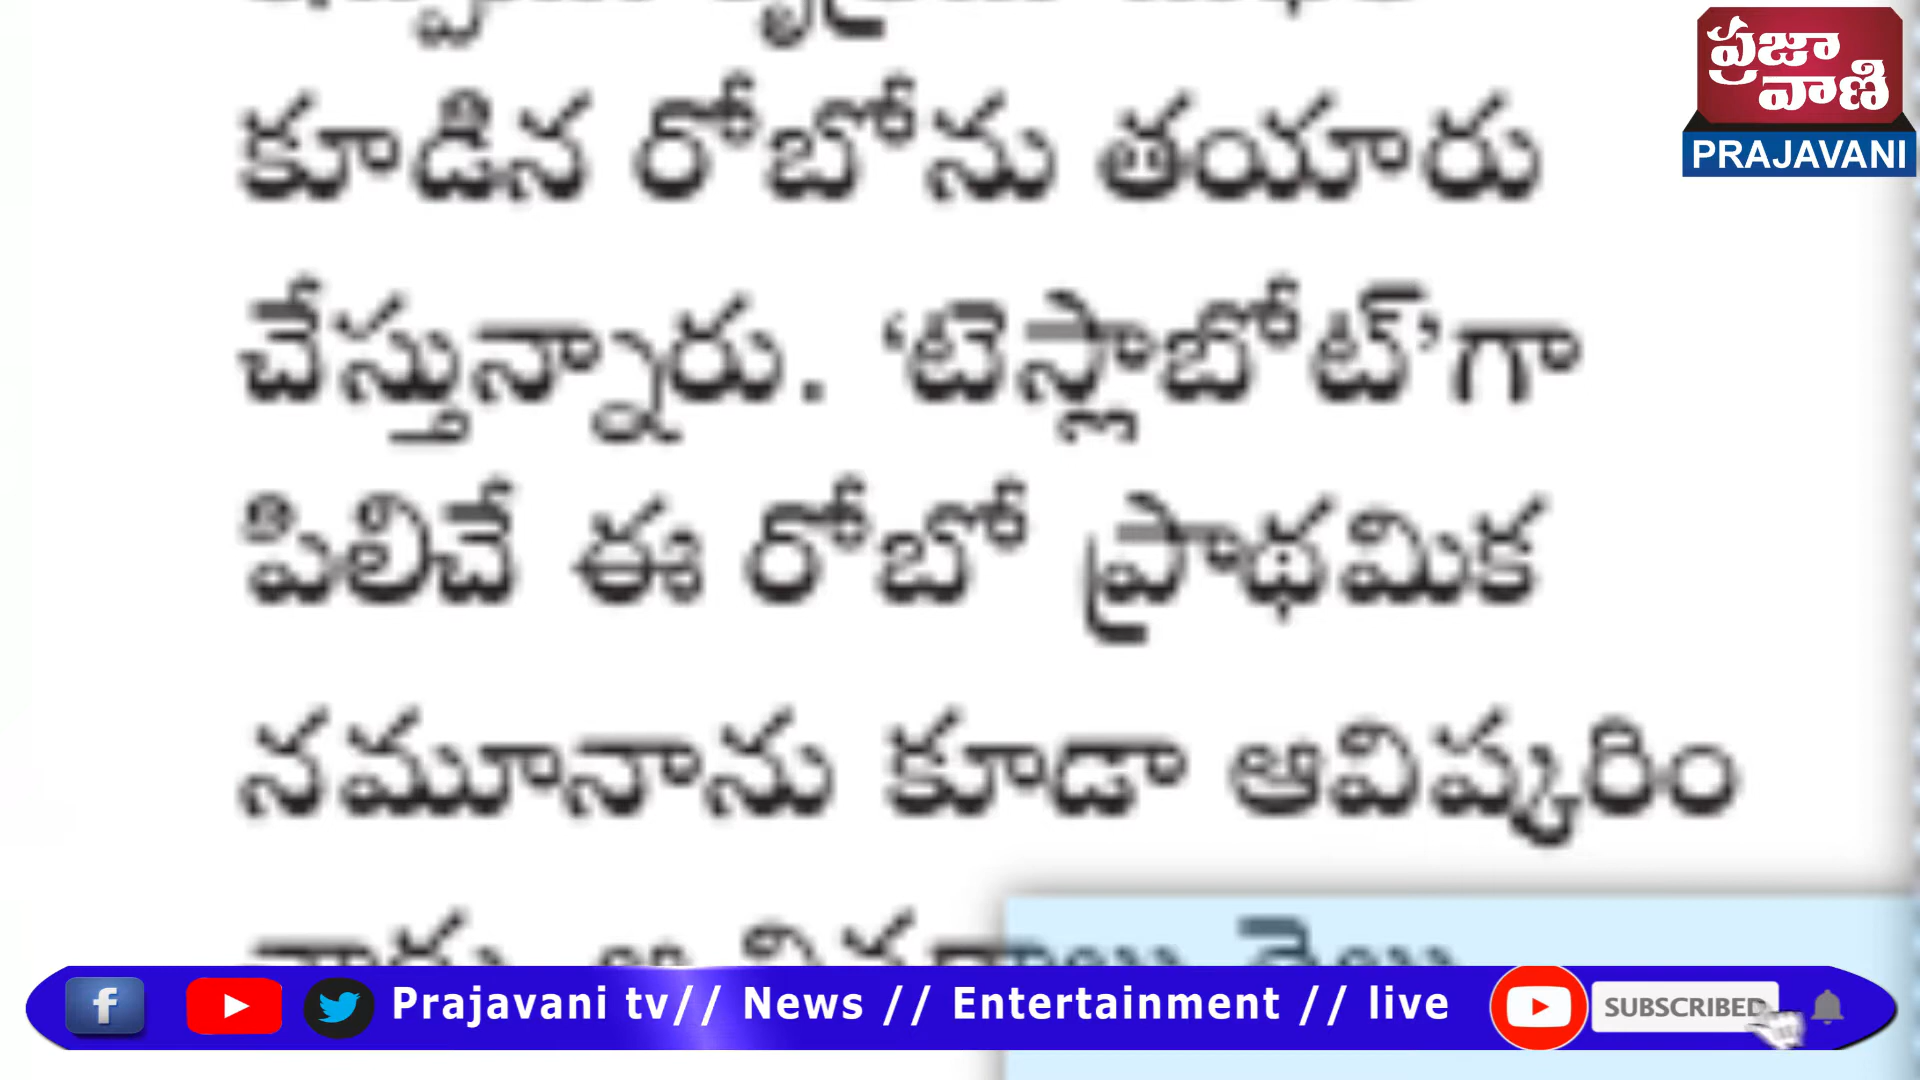 ప్రజా
వాణి
PRAJAVANI
కూడిన రోబోను తయారు
చేస్తున్నారు. ‘టెస్లాబోట్’గా
పిలిచే ఈ రోబో ప్రాథమిక
నమూనాను కూడా ఆవిష్కరిం
Prajavani tv// News // Entertainment // live
SUBSCRIBED